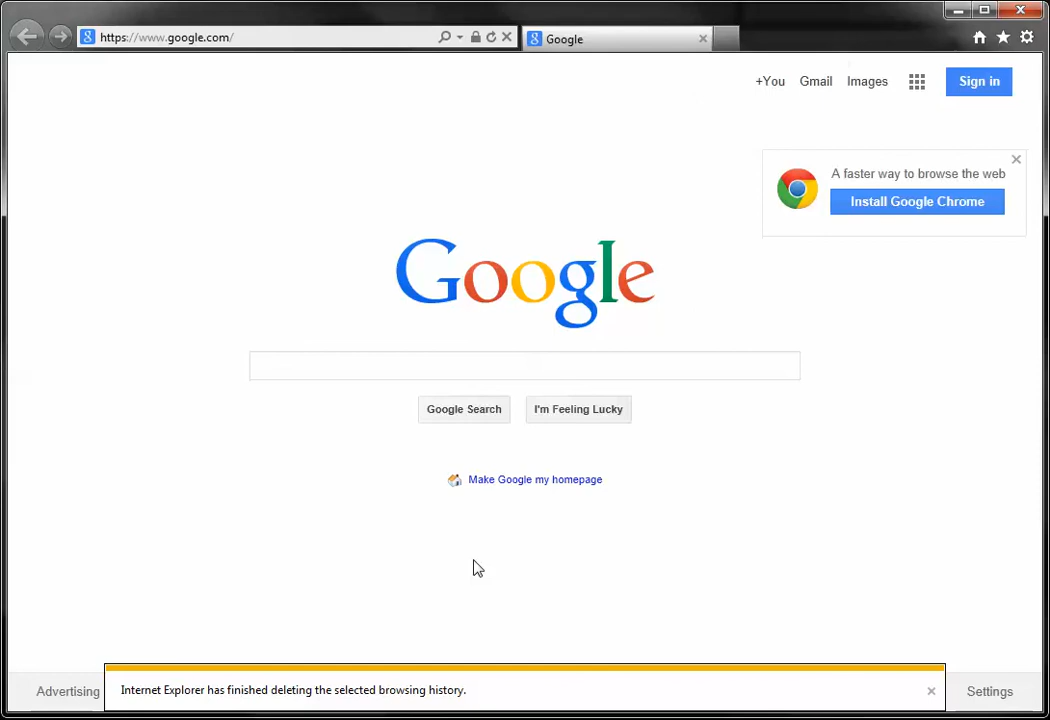 https://www.google.com/
Google
+You Gmail Images Sign in
A faster way to browse the web
Install Google Chrome
Google
Google Search I'm Feeling Lucky
Make Google my homepage
Advertising
Internet Explorer has finished deleting the selected browsing history.
Settings